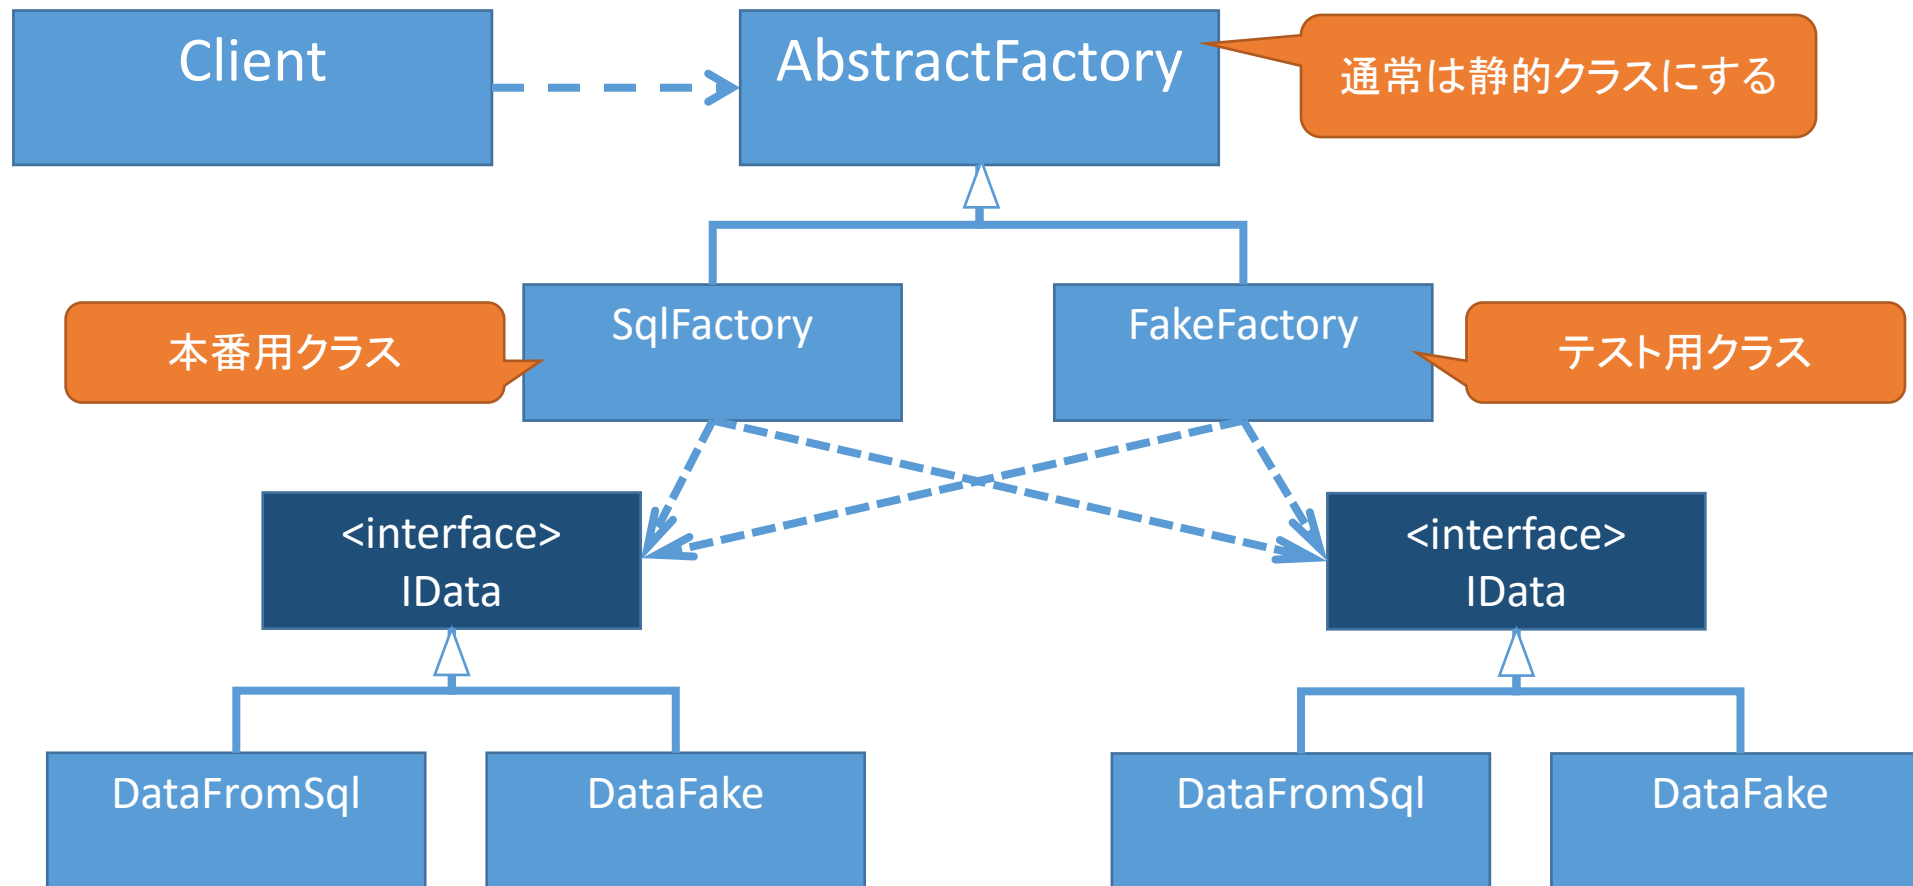 Client
AbstractFactory
通常は静的クラスにする
本番用クラス
SqlFactory
FakeFactory
テスト用クラス
<interface>
IData
<interface>
IData
DataFromSql
DataFake
DataFromSql
DataFake